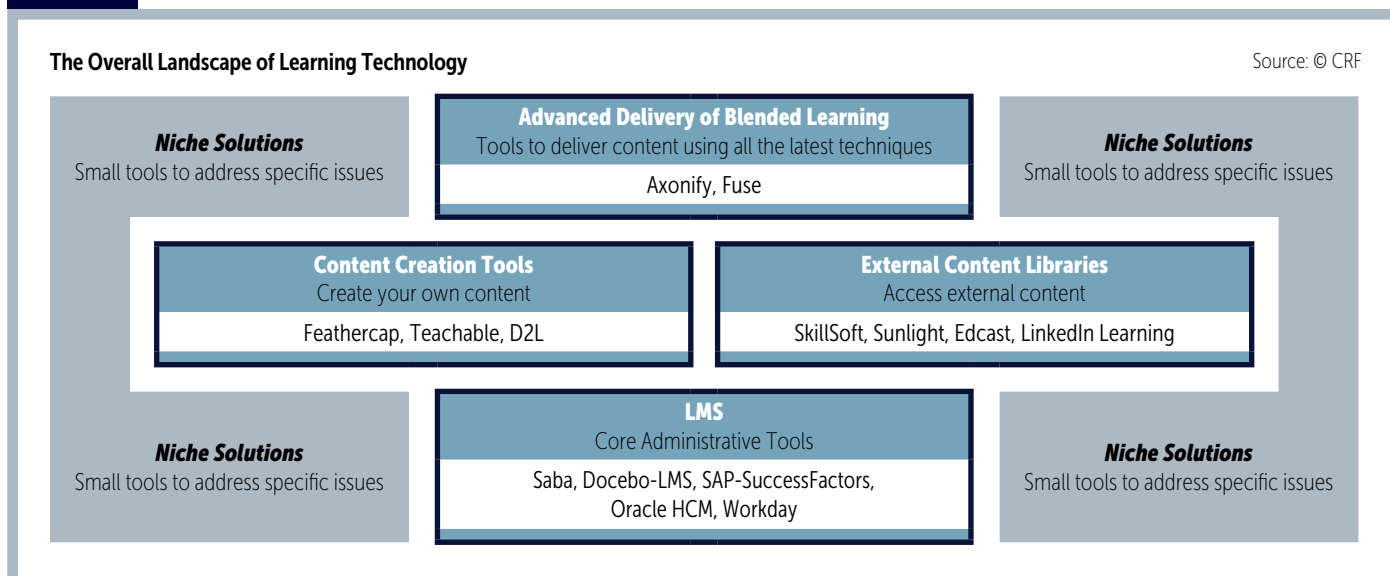 The Overall Landscape of Learning Technology
Source: © CRF
Niche Solutions
Small tools to address specific issues
Advanced Delivery of Blended Learning
Tools to deliver content using all the latest techniques
Axonify, Fuse
Niche Solutions
Small tools to address specific issues
Content Creation Tools
Create your own content
Feathercap, Teachable, D2L
External Content Libraries
Access external content
SkillSoft, Sunlight, Edcast, LinkedIn Learning
Niche Solutions
Small tools to address specific issues
LMS
Core Administrative Tools
Saba, Docebo-LMS, SAP-SuccessFactors,
Oracle HCM, Workday
Niche Solutions
Small tools to address specific issues